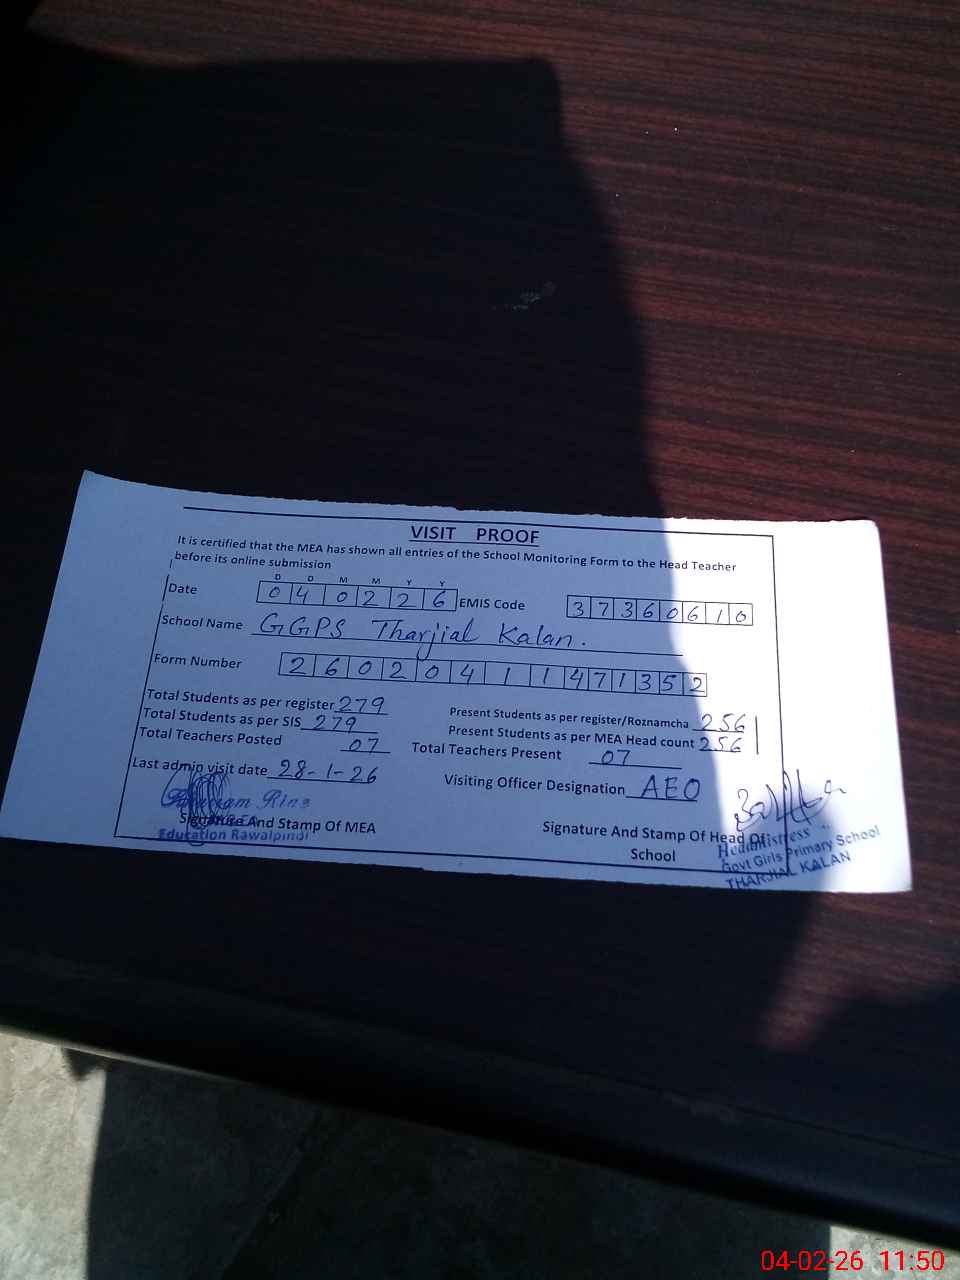 VISIT PROOF
It is certified that the MEA has shown all entries of the School Monitoring Form to the Head Teacher
before its online submission
D D M M Y Y
Date 0 4 0 2 2 6 EMIS Code 3 7 3 6 0 6 1 0
School Name GGPS Tharjial Kalan.
Form Number 2 6 0 2 0 4 1 1 4 7 1 3 5 2
Total Students as per register 279 Present Students as per register/Roznamcha 256
Total Students as per SIS 279 Present Students as per MEA Head count 256
Total Teachers Posted 07 Total Teachers Present 07
Last admin visit date 28-1-26 Visiting Officer Designation AEO
Signature And Stamp Of MEA
Education Rawalpindi
Signature And Stamp Of Head Of
School
Headmistress
Govt Girls Primary School
THARJIAL KALAN
04-02-26 11:50